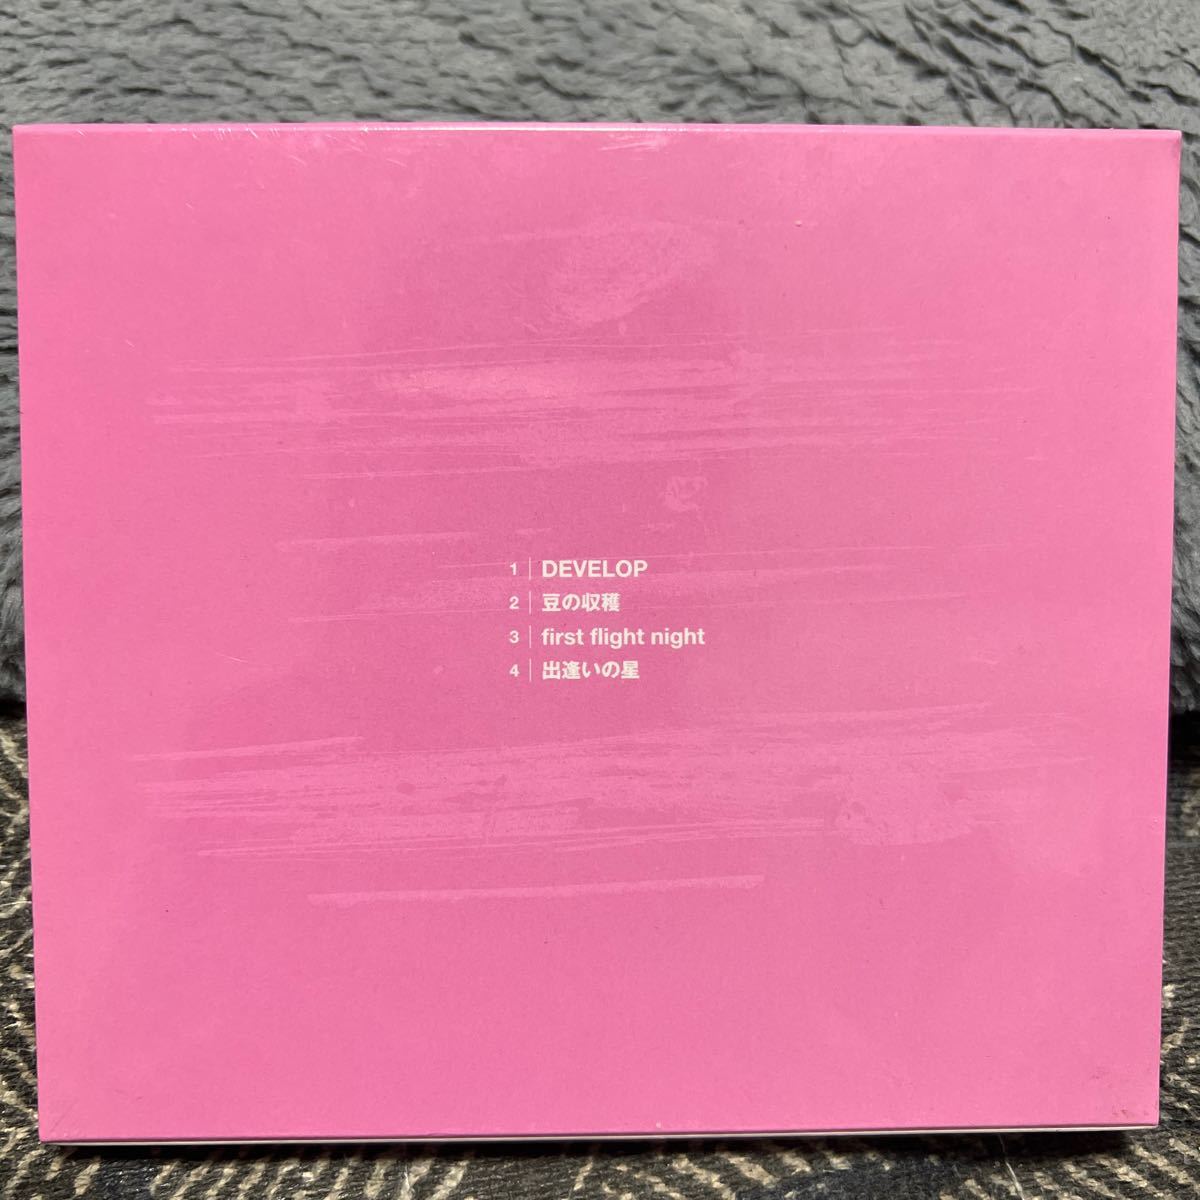 1 | DEVELOP
2 | 豆の収穫
3 | first flight night
4 | 出逢いの星